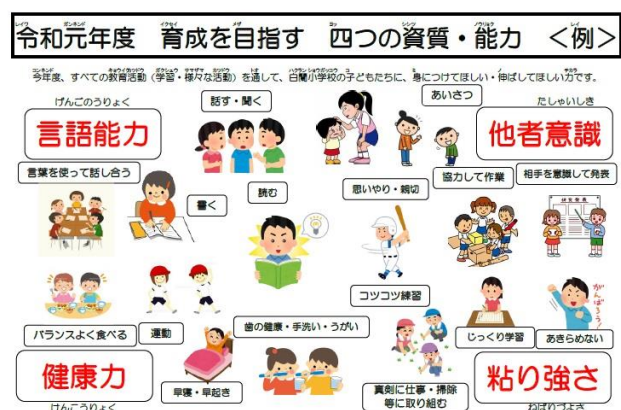 令和元年度　育成を目指す　四つの資質・能力　＜例＞
今年度、すべての教育活動（学習・様々な活動）を通して、白蘭小学校の子どもたちに、身につけてほしい・伸ばしてほしい力です。
げんごのうりょく
言語能力
話す・聞く
あいさつ
たしゃいしき
他者意識
言葉を使って話し合う
書く
読む
思いやり・親切
協力して作業
相手を意識して発表
バランスよく食べる
運動
歯の健康・手洗い・うがい
コツコツ練習
じっくり学習
がんばろう!
あきらめない
健康力
けんこうりょく
早寝・早起き
真剣に仕事・掃除
等に取り組む
粘り強さ
ねばりづよさ